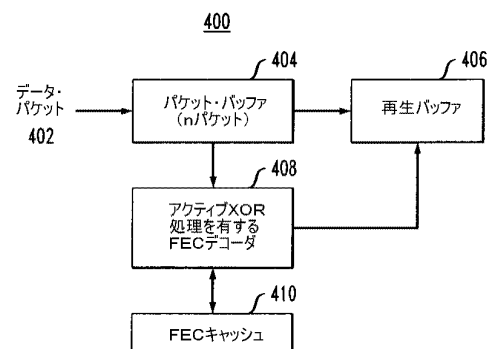 400
404
406
データ・
パケット
402
パケット・バッファ
(nパケット)
再生バッファ
408
アクティブXOR
処理を有する
FECデコーダ
410
FECキャッシュ